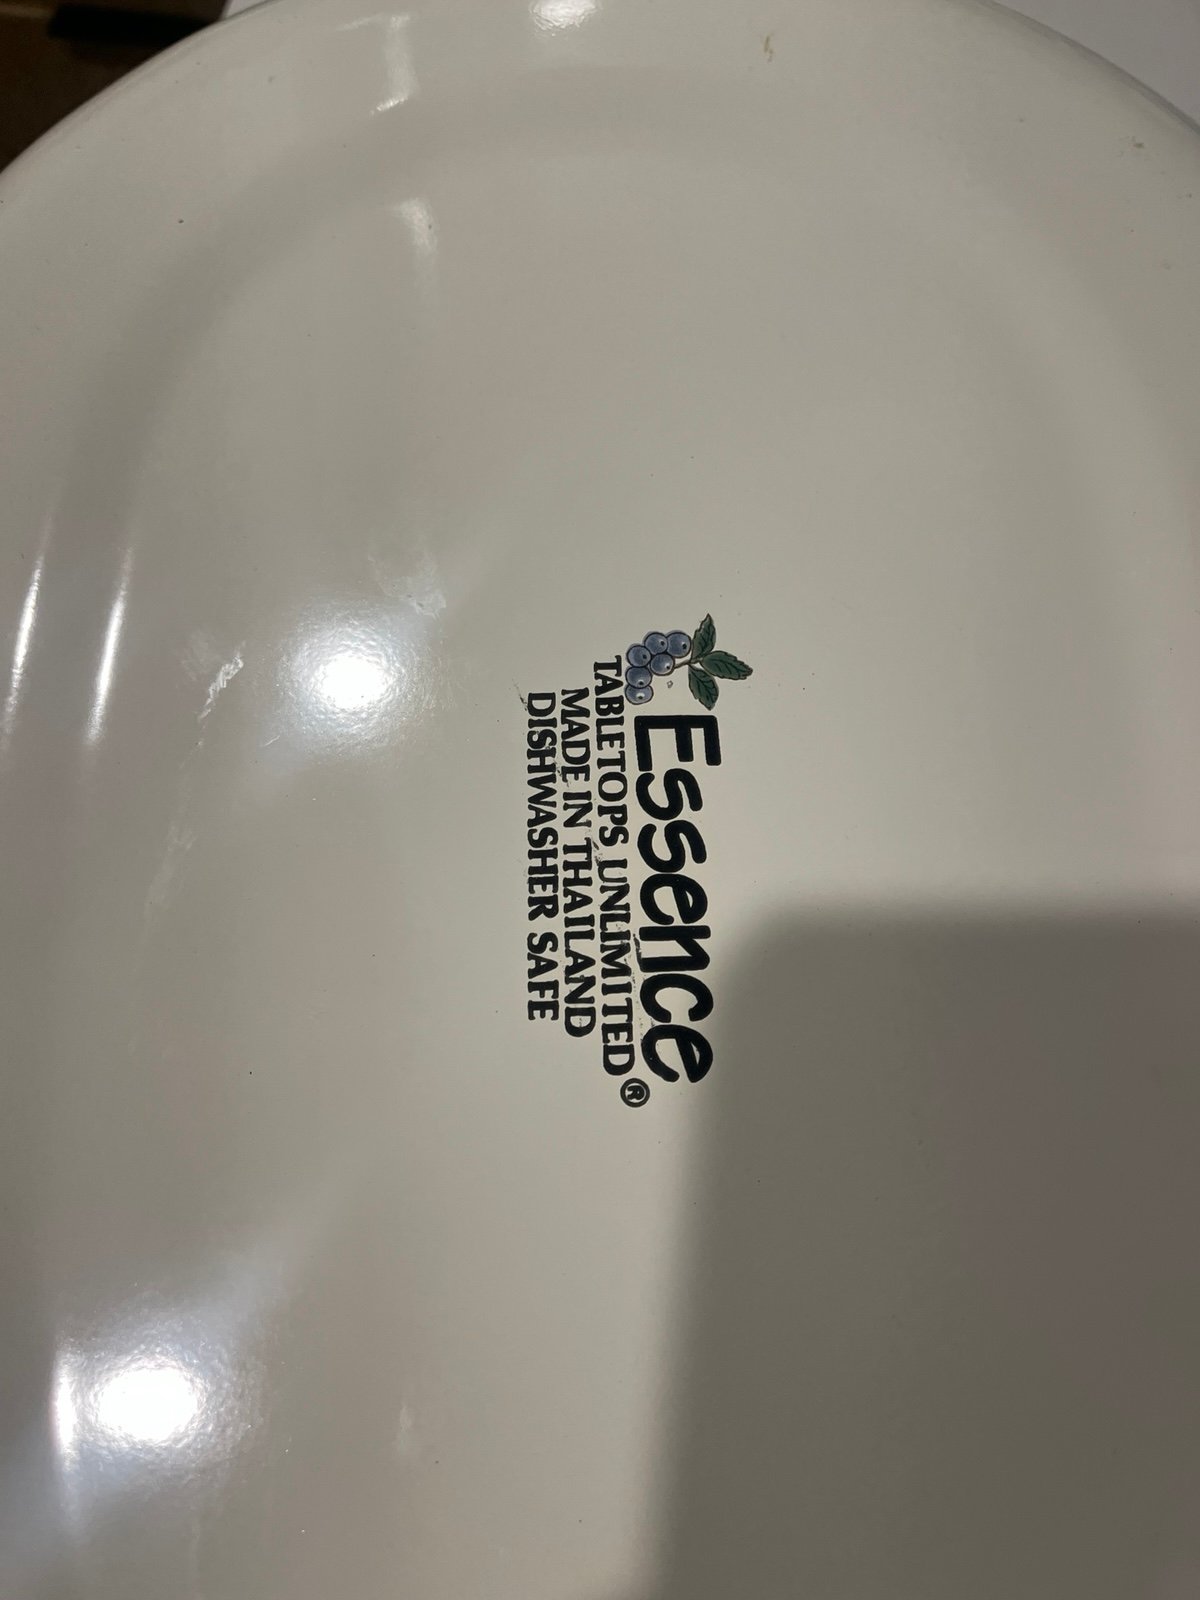 Essence
TABLETOPS UNLIMITED®
MADE IN THAILAND
DISHWASHER SAFE